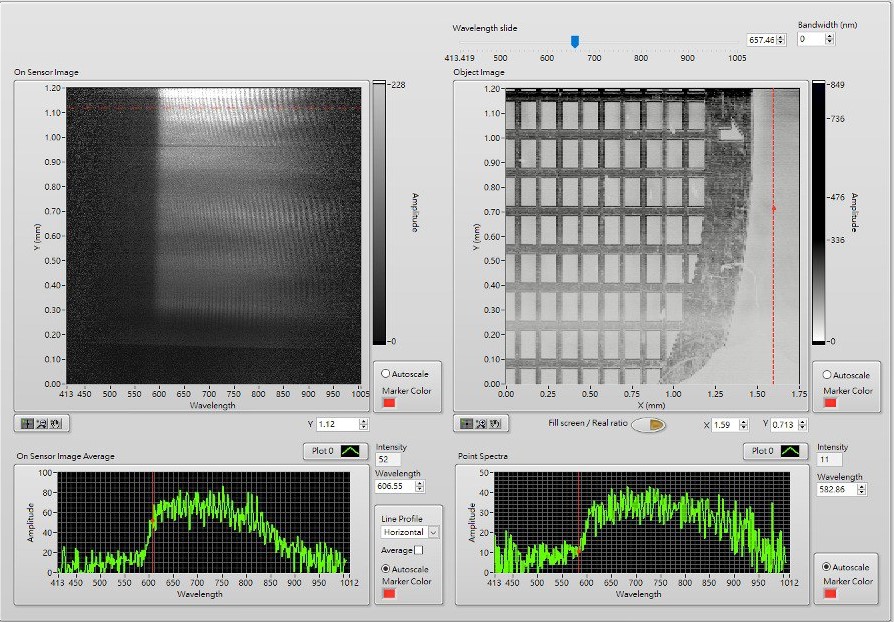 Wavelength slide
413.419 500 600 700 800 900 1005
657.46
Bandwidth (nm)
0
On Sensor Image
1.20
1.10
1.00
0.90
0.80
0.70
0.60
0.50
0.40
0.30
0.20
0.10
0.00
Y (mm)
413 450 500 550 600 650 700 750 800 850 900 950 1005
Wavelength
228
0
Amplitude
Autoscale
Marker Color
Y 1.12
Object Image
1.20
1.10
1.00
0.90
0.80
0.70
0.60
0.50
0.40
0.30
0.20
0.10
0.00
Y (mm)
0.00 0.25 0.50 0.75 1.00 1.25 1.50 1.75
X (mm)
849
736
476
336
0
Amplitude
Autoscale
Marker Color
Fill screen / Real ratio
X 1.59 Y 0.713
On Sensor Image Average
Plot 0
100
80
60
40
20
0
Amplitude
413 450 500 550 600 650 700 750 800 850 900 950 1012
Wavelength
Intensity
52
Wavelength
606.55
Line Profile
Horizontal
Average
Autoscale
Marker Color
Point Spectra
Plot 0
50
40
30
20
10
0
Amplitude
413 450 500 550 600 650 700 750 800 850 900 950 1012
Wavelength
Intensity
11
Wavelength
582.86
Autoscale
Marker Color